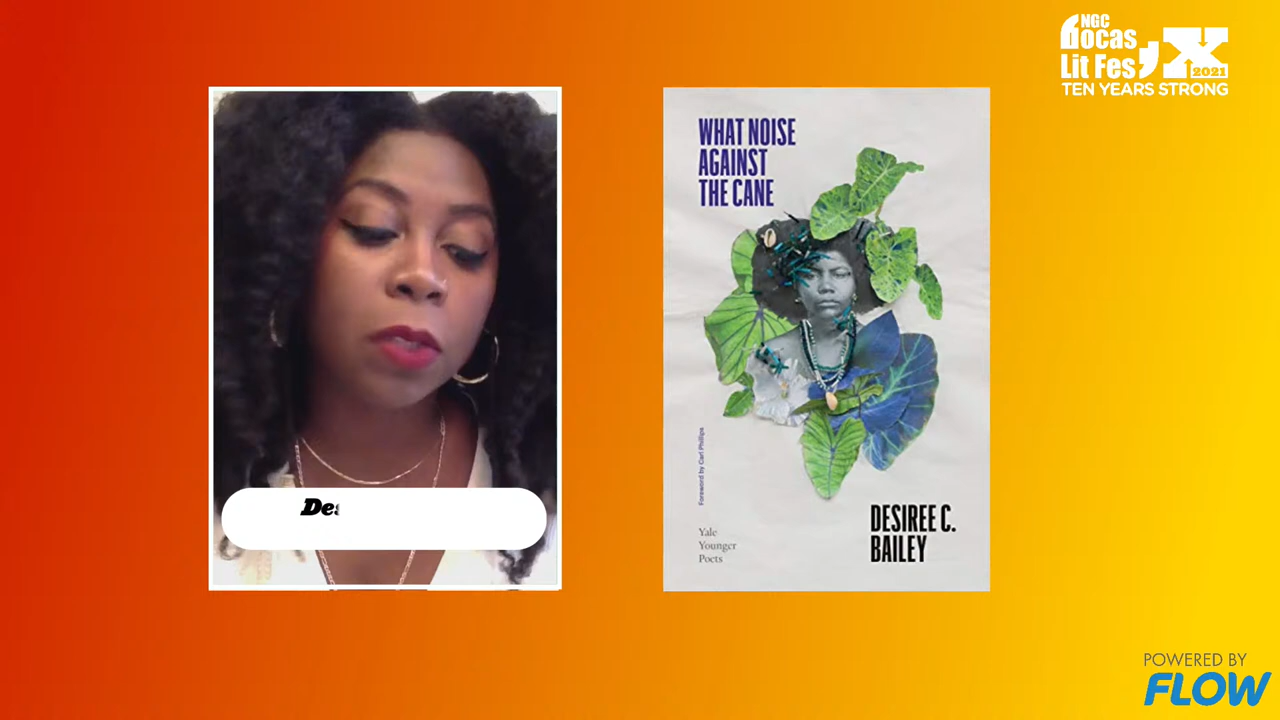 NGC
Bocas
Lit Fest
X
2021
TEN YEARS STRONG
WHAT NOISE
AGAINST
THE CANE
Foreword by Carl Phillips
Yale
Younger
Poets
DESIREE C.
BAILEY
De
POWERED BY
FLOW